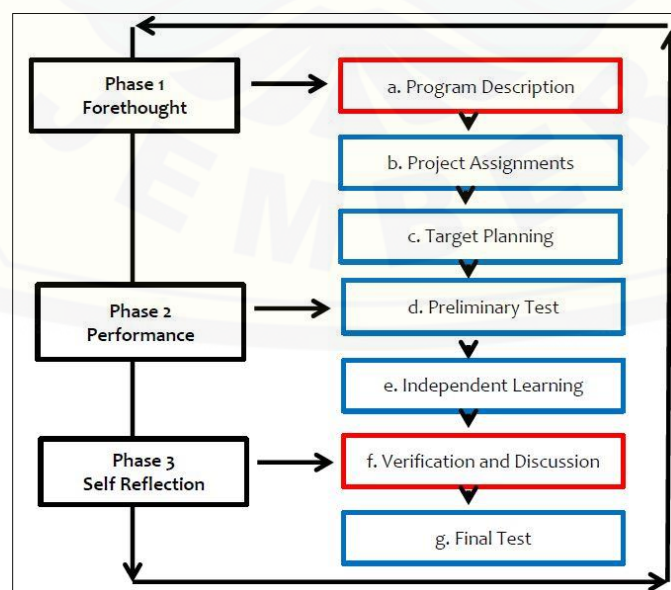 Phase 1
Forethought
a. Program Description
b. Project Assignments
c. Target Planning
Phase 2
Performance
d. Preliminary Test
e. Independent Learning
Phase 3
Self Reflection
f. Verification and Discussion
g. Final Test
JEMBER